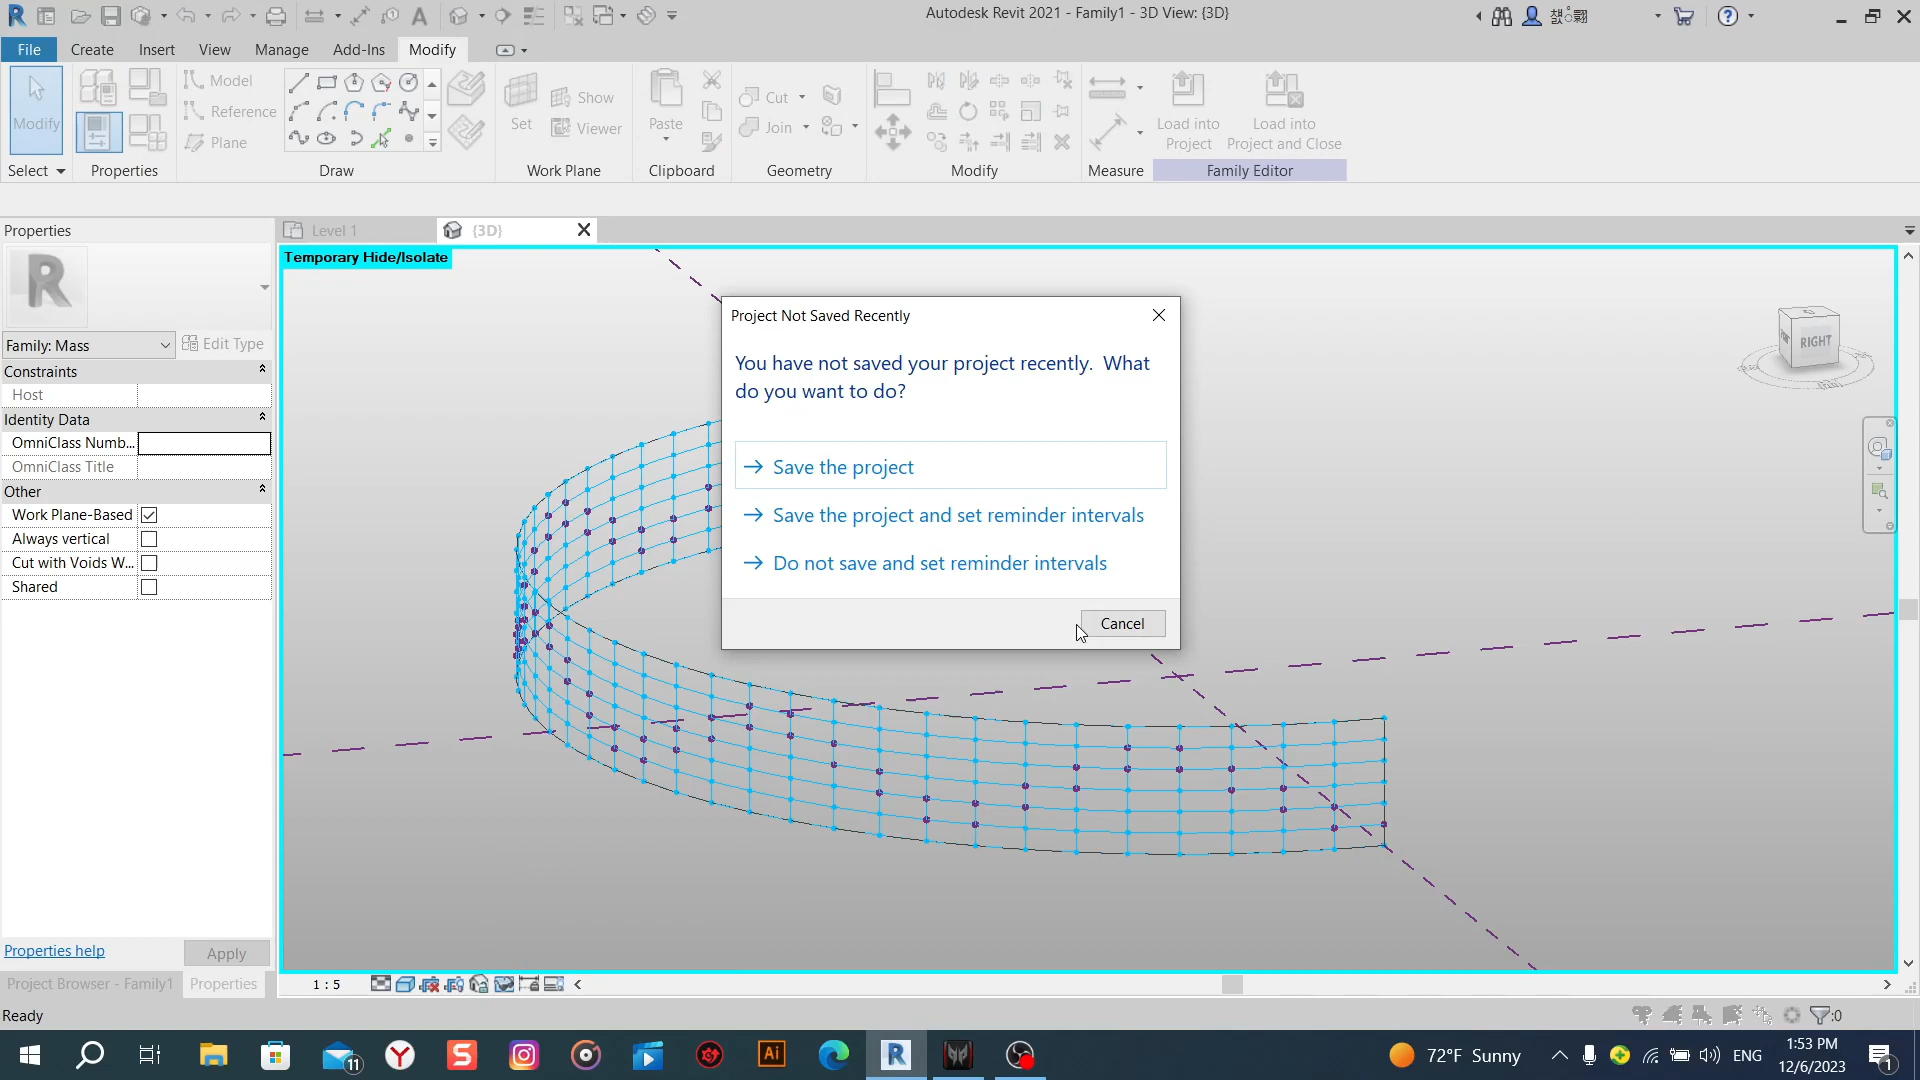 Autodesk Revit 2021 - Family1 - 3D View: {3D}
File
Create
Insert
View
Manage
Add-Ins
Modify
Modify
Model
Reference
Plane
Set
Show
Viewer
Paste
Cut
Join
Load into
Project
Load into
Project and Close
Select
Properties
Draw
Work Plane
Clipboard
Geometry
Modify
Measure
Family Editor
Properties
Level 1
{3D}
Temporary Hide/Isolate
Family: Mass
Edit Type
Constraints
Host
Identity Data
OmniClass Numb...
OmniClass Title
Other
Work Plane-Based
Always vertical
Cut with Voids W...
Shared
Project Not Saved Recently
You have not saved your project recently. What
do you want to do?
Save the project
Save the project and set reminder intervals
Do not save and set reminder intervals
Cancel
RIGHT
Properties help
Apply
Project Browser - Family1
Properties
1 : 5
Ready
:0
11
Ai
72°F Sunny
ENG
1:53 PM
12/6/2023
1